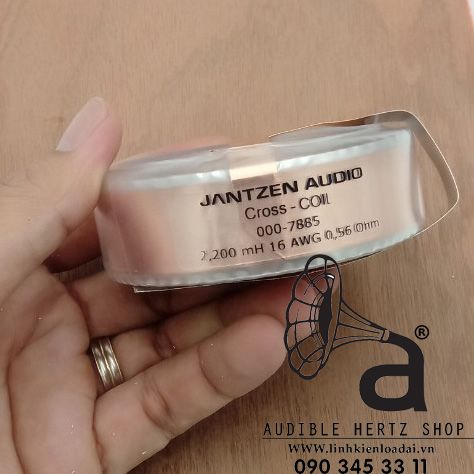 JANTZEN AUDIO
Cross - COIL
000-7885
2,200 mH 16 AWG 0,56 Ohm
a®
AUDIBLE HERTZ SHOP
www.linhkienloadai.vn
090 345 33 11